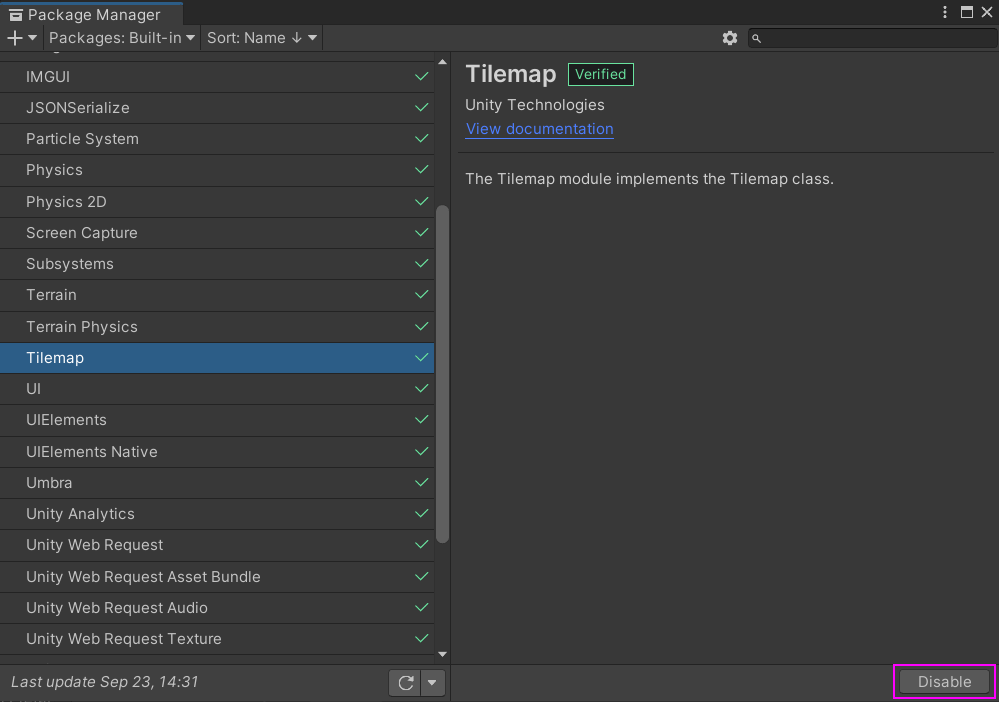 Package Manager
Packages: Built-in
Sort: Name ↓
IMGUI
JSONSerialize
Particle System
Physics
Physics 2D
Screen Capture
Subsystems
Terrain
Terrain Physics
Tilemap
UI
UIElements
UIElements Native
Umbra
Unity Analytics
Unity Web Request
Unity Web Request Asset Bundle
Unity Web Request Audio
Unity Web Request Texture
Last update Sep 23, 14:31
Tilemap Verified
Unity Technologies
View documentation
The Tilemap module implements the Tilemap class.
Disable